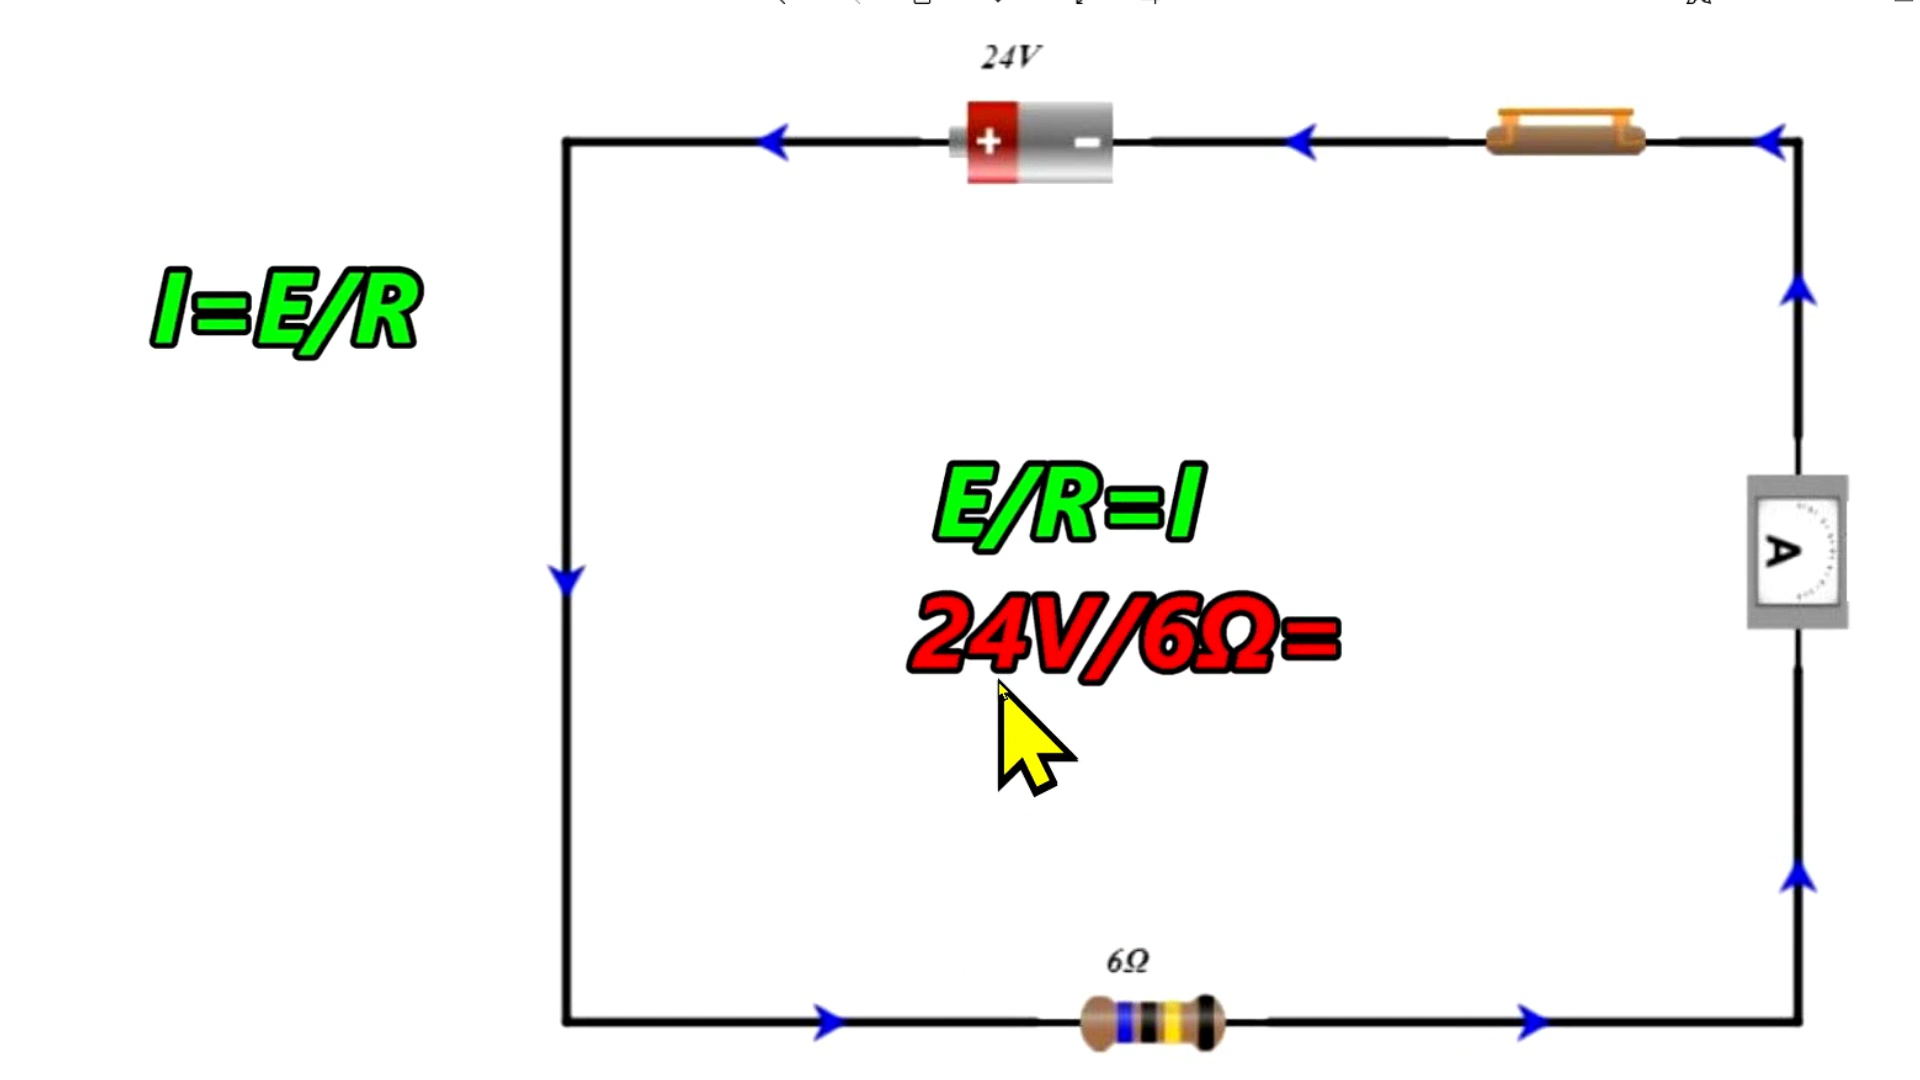 24V
+ -
I=E/R
E/R=I
A
24V/6Ω=
6Ω